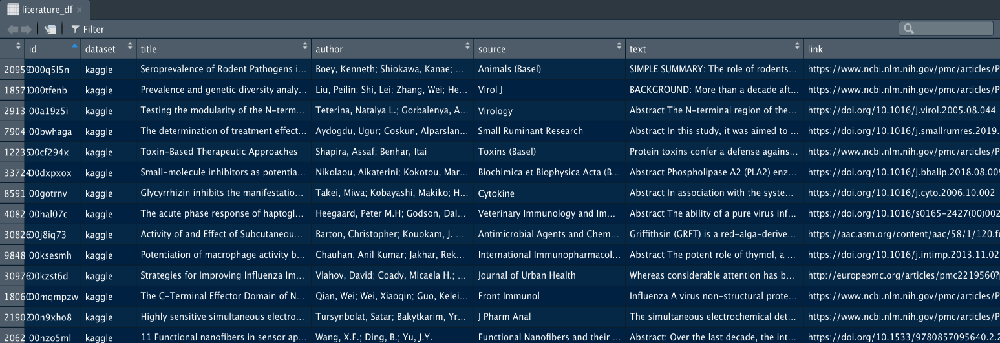 literature_df
Filter
id dataset title author source text link
20959 000q5l5n kaggle Seroprevalence of Rodent Pathogens i... Boey, Kenneth; Shiokawa, Kanae; ... Animals (Basel) SIMPLE SUMMARY: The role of rodents... https://www.ncbi.nlm.nih.gov/pmc/articles/P
18571 000tfenb kaggle Prevalence and genetic diversity analy... Liu, Peilin; Shi, Lei; Zhang, Wei; He... Virol J BACKGROUND: More than a decade aft... https://www.ncbi.nlm.nih.gov/pmc/articles/P
2913 00a19z5i kaggle Testing the modularity of the N-term... Teterina, Natalya L.; Gorbalenya, A... Virology Abstract The N-terminal region of the... https://doi.org/10.1016/j.virol.2005.08.044
7904 00bwhaga kaggle The determination of treatment effect... Aydogdu, Ugur; Coskun, Alparslan... Small Ruminant Research Abstract In this study, it was aimed to ... https://doi.org/10.1016/j.smallrumres.2019.
12235 00cf294x kaggle Toxin-Based Therapeutic Approaches Shapira, Assaf; Benhar, Itai Toxins (Basel) Protein toxins confer a defense agains... https://www.ncbi.nlm.nih.gov/pmc/articles/P
33724 00dxpxox kaggle Small-molecule inhibitors as potentia... Nikolaou, Aikaterini; Kokotou, Mar... Biochimica et Biophysica Acta (B... Abstract Phospholipase A2 (PLA2) enz... https://doi.org/10.1016/j.bbalip.2018.08.009
8591 00gotrnv kaggle Glycyrrhizin inhibits the manifestatio... Takei, Miwa; Kobayashi, Makiko; H... Cytokine Abstract In association with the syste... https://doi.org/10.1016/j.cyto.2006.10.002
4082 00hal07c kaggle The acute phase response of haptogl... Heegaard, Peter M.H; Godson, Dal... Veterinary Immunology and Im... Abstract The ability of a pure virus inf... https://doi.org/10.1016/s0165-2427(00)002
30826 00j8iq73 kaggle Activity of and Effect of Subcutaneou... Barton, Christopher; Kouokam, J. ... Antimicrobial Agents and Chem... Griffithsin (GRFT) is a red-alga-derive... https://aac.asm.org/content/aac/58/1/120.fu
9848 00ksesmh kaggle Potentiation of macrophage activity b... Chauhan, Anil Kumar; Jakhar, Rek... International Immunopharmacol... Abstract The potent role of thymol, a ... https://doi.org/10.1016/j.intimp.2013.11.02
30976 00kzst6d kaggle Strategies for Improving Influenza Im... Vlahov, David; Coady, Micaela H.; ... Journal of Urban Health Whereas considerable attention has b... http://europepmc.org/articles/pmc2219560?
18060 00mqmpzw kaggle The C-Terminal Effector Domain of N... Qian, Wei; Wei, Xiaoqin; Guo, Kelei... Front Immunol Influenza A virus non-structural prote... https://www.ncbi.nlm.nih.gov/pmc/articles/P
21902 00n9xho8 kaggle Highly sensitive simultaneous electro... Tursynbolat, Satar; Bakytkarim, Yr... J Pharm Anal The simultaneous electrochemical det... https://www.ncbi.nlm.nih.gov/pmc/articles/P
2062 00nzo5ml kaggle 11 Functional nanofibers in sensor ap... Wang, X.F.; Ding, B.; Yu, J.Y. Functional Nanofibers and their ... Abstract: Over the last decade, the int... https://doi.org/10.1533/9780857095640.2.2